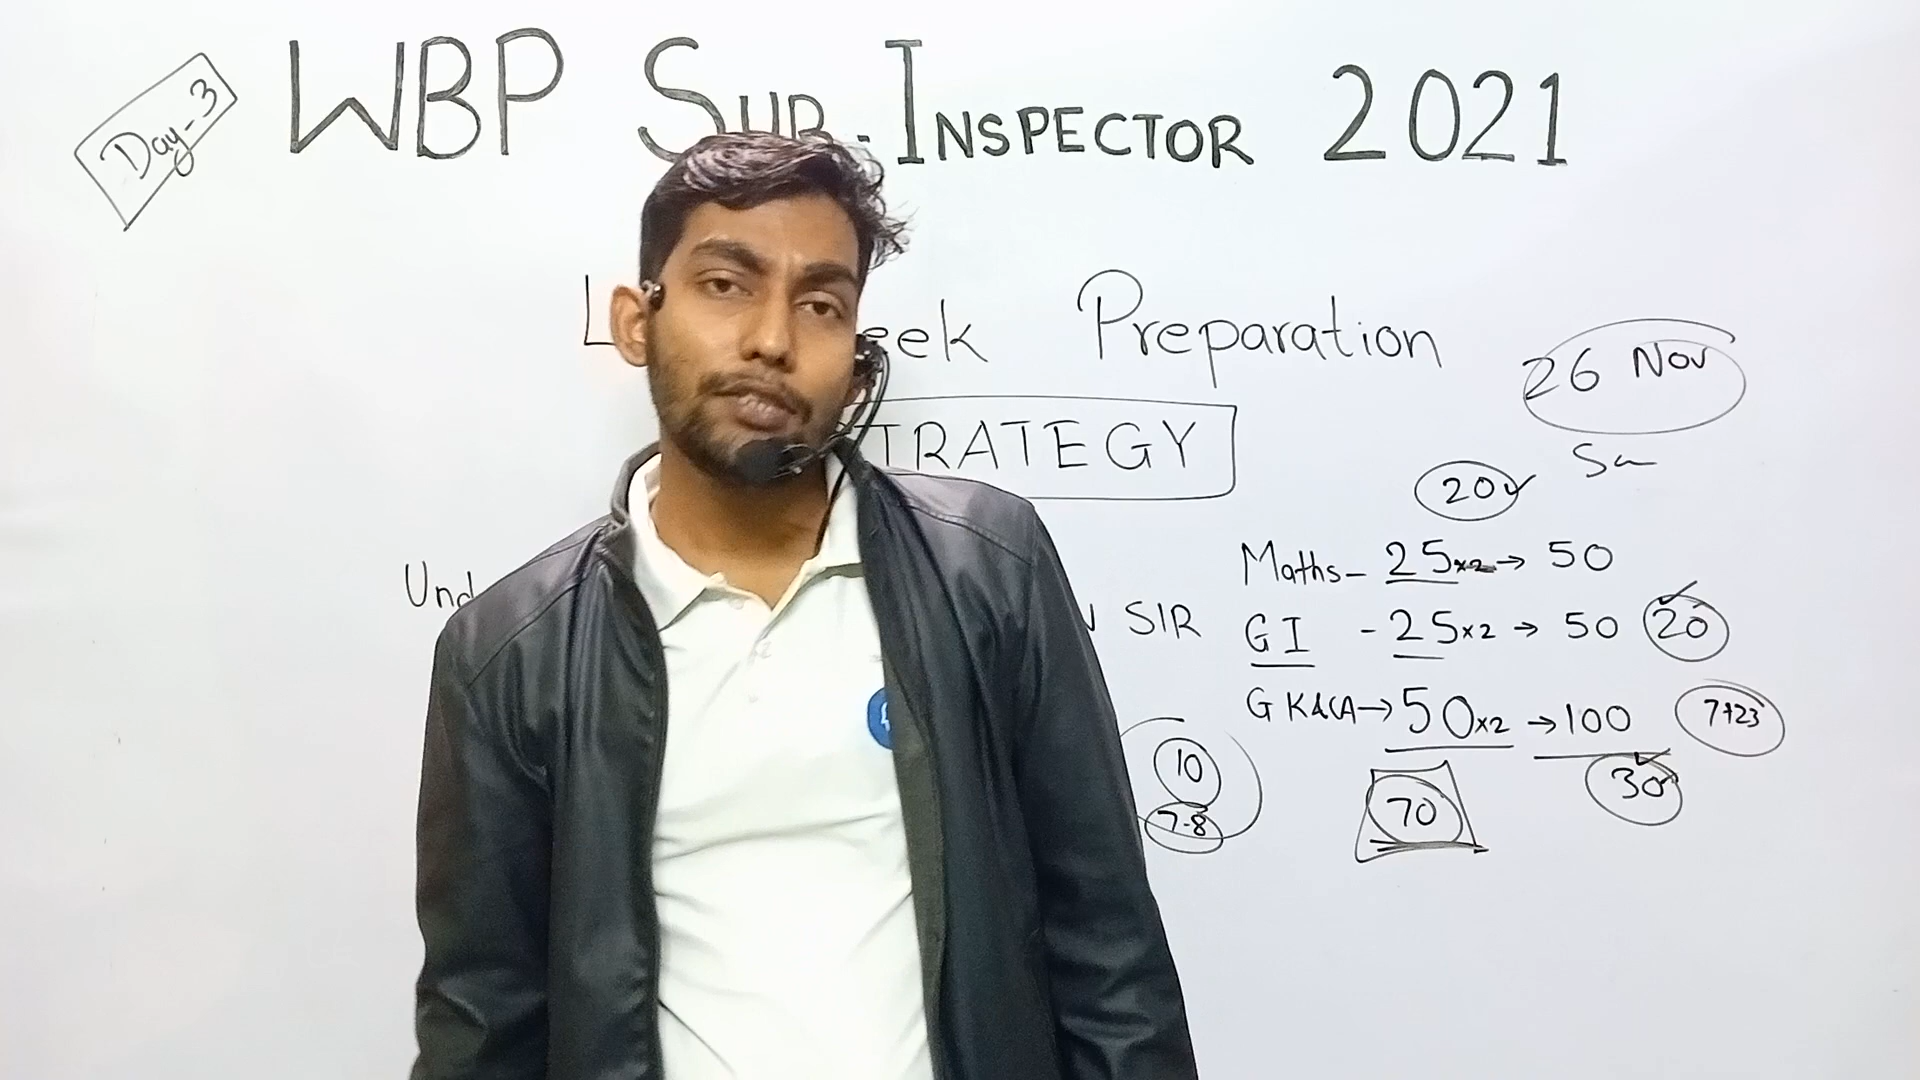 Day-3
WBP SUB-INSPECTOR 2021
L eek Preparation
TRATEGY
26 Nov
20
Maths - 25x2 → 50
Und SIR
GI - 25x2 → 50 20
GK&CA → 50x2 → 100 7+23
10
7-8
70
30